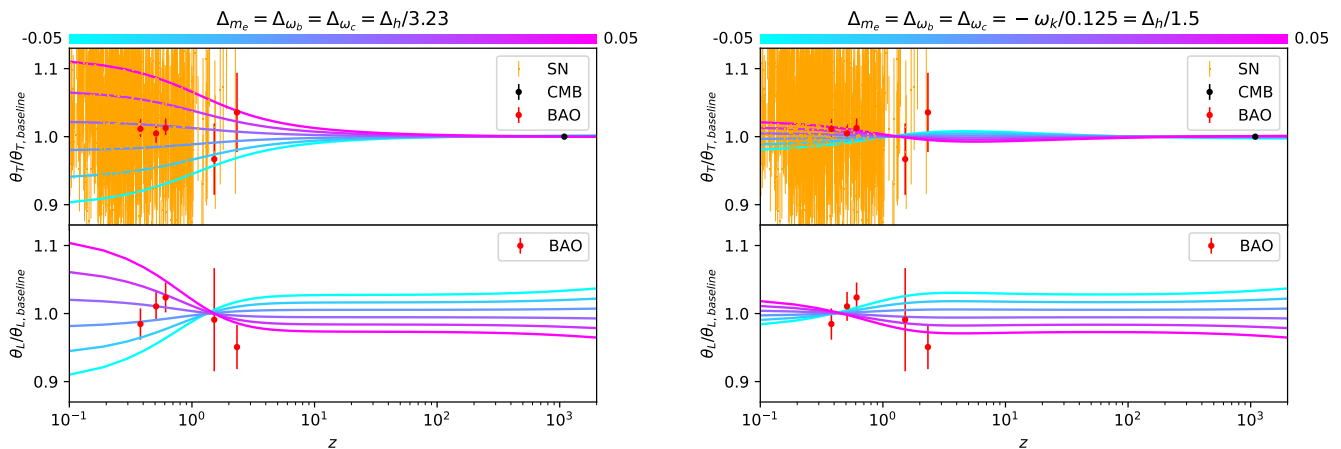 Δ_{m_e} = Δ_{ω_b} = Δ_{ω_c} = Δ_h/3.23
-0.05 0.05
1.1
1.0
0.9
θ_T/θ_{T, baseline}
SN
CMB
BAO
1.1
1.0
0.9
θ_L/θ_{L, baseline}
BAO
10^{-1} 10^0 10^1 10^2 10^3
z
Δ_{m_e} = Δ_{ω_b} = Δ_{ω_c} = − ω_k/0.125 = Δ_h/1.5
-0.05 0.05
1.1
1.0
0.9
θ_T/θ_{T, baseline}
SN
CMB
BAO
1.1
1.0
0.9
θ_L/θ_{L, baseline}
BAO
10^{-1} 10^0 10^1 10^2 10^3
z